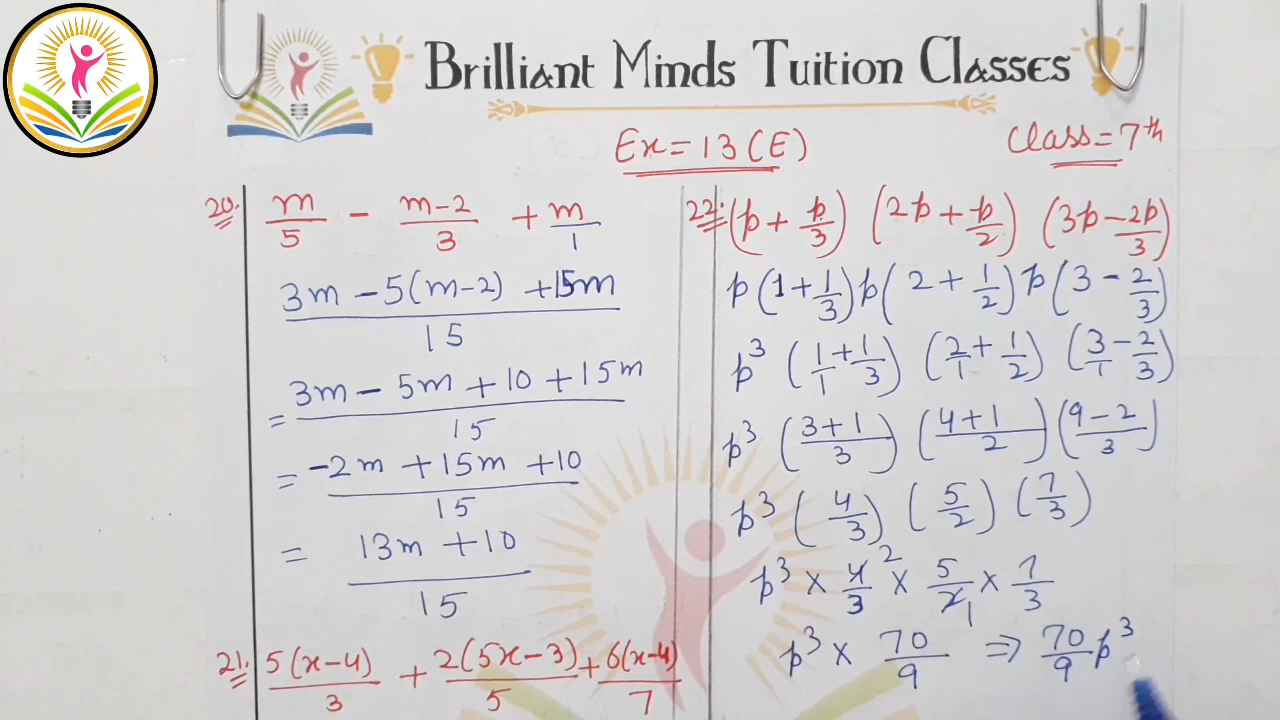 Brilliant Minds Tuition Classes
Ex = 13 (E)
Class = 7th
20. m/5 - (m-2)/3 + m/1
(3m - 5(m-2) + 15m)/15
= (3m - 5m + 10 + 15m)/15
= (-2m + 15m + 10)/15
= (13m + 10)/15
21. 5(x-4)/3 + 2(5x-3)/5 + 6(x-4)/7
22. (p + p/3) (2p + p/2) (3p - 2p/3)
p(1 + 1/3) p(2 + 1/2) p(3 - 2/3)
p³ (1/1 + 1/3) (2/1 + 1/2) (3/1 - 2/3)
p³ ((3+1)/3) ((4+1)/2) ((9-2)/3)
p³ (4/3) (5/2) (7/3)
p³ × 4/3 ² × 5/2 1 × 7/3
p³ × 70/9 ⇒ 70/9 p³